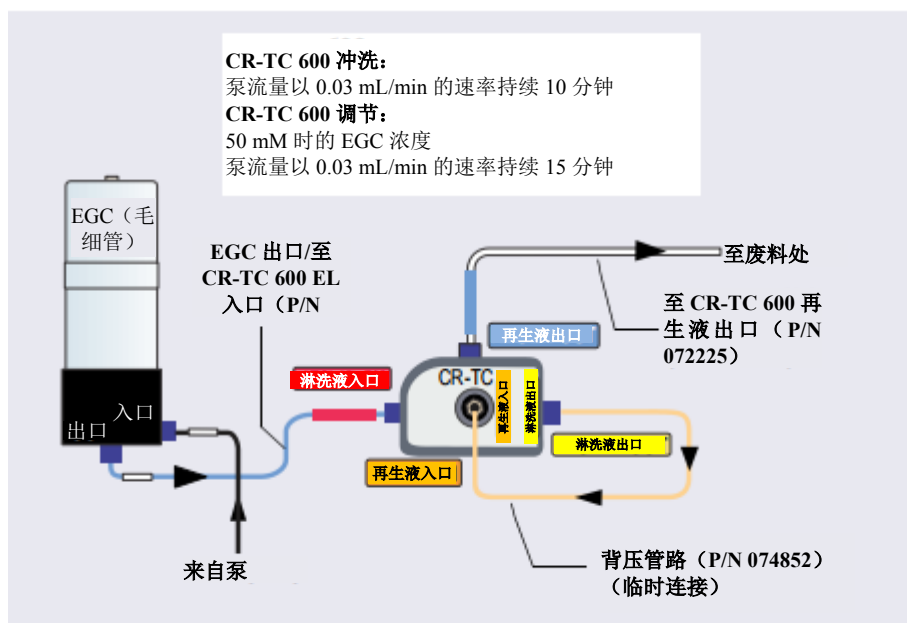 CR-TC 600 冲洗：
泵流量以 0.03 mL/min 的速率持续 10 分钟
CR-TC 600 调节：
50 mM 时的 EGC 浓度
泵流量以 0.03 mL/min 的速率持续 15 分钟
EGC（毛
细管）
EGC 出口/至
CR-TC 600 EL
入口（P/N
至废料处
至 CR-TC 600 再
生液出口（P/N
072225）
再生液出口
淋洗液入口
CR-TC
再生液入口
淋洗液出口
入口
出口
淋洗液出口
再生液入口
来自泵
背压管路（P/N 074852）
（临时连接）